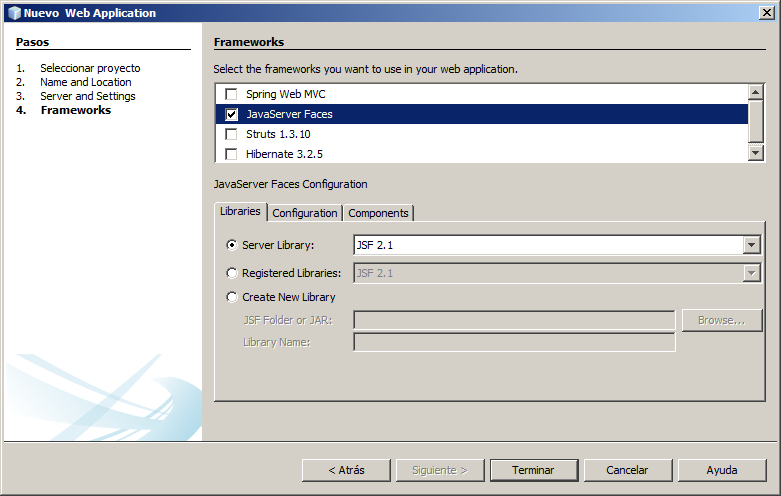 Nuevo Web Application
Pasos
1. Seleccionar proyecto
2. Name and Location
3. Server and Settings
4. Frameworks
Frameworks
Select the frameworks you want to use in your web application.
Spring Web MVC
JavaServer Faces
Struts 1.3.10
Hibernate 3.2.5
JavaServer Faces Configuration
Libraries Configuration Components
Server Library: JSF 2.1
Registered Libraries: JSF 2.1
Create New Library
JSF Folder or JAR: Browse...
Library Name:
< Atrás Siguiente > Terminar Cancelar Ayuda